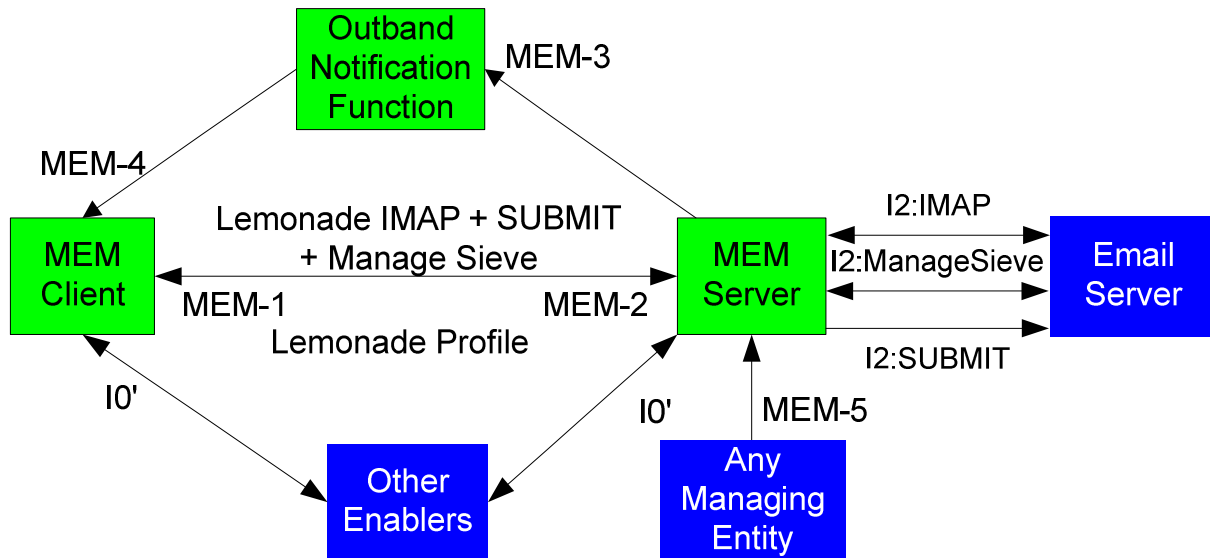 Outband
Notification
Function
MEM-3
MEM-4
Lemonade IMAP + SUBMIT
+ Manage Sieve
I2:IMAP
MEM
Client
MEM
Server
I2:ManageSieve
Email
Server
MEM-1
MEM-2
Lemonade Profile
I2:SUBMIT
I0'
I0'
MEM-5
Other
Enablers
Any
Managing
Entity